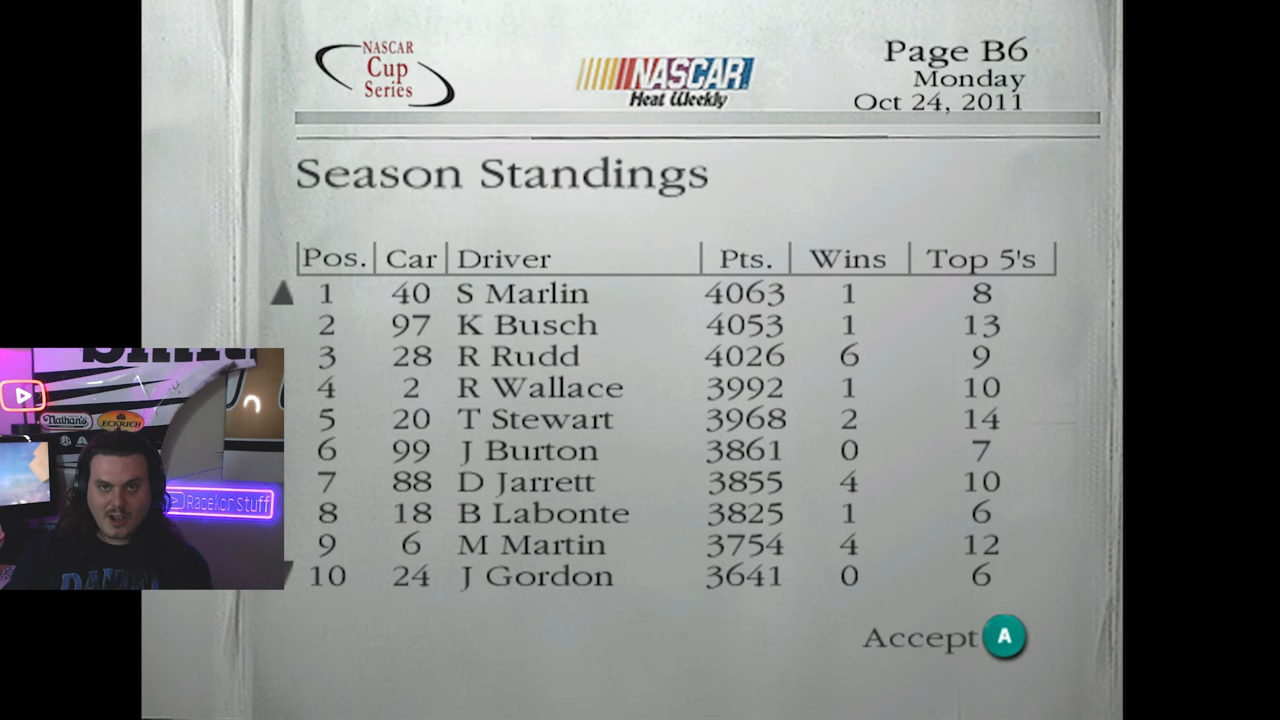 NASCAR
Cup
Series
NASCAR
Heat Weekly
Page B6
Monday
Oct 24, 2011
Season Standings
Pos. Car Driver Pts. Wins Top 5's
1 40 S Marlin 4063 1 8
2 97 K Busch 4053 1 13
3 28 R Rudd 4026 6 9
4 2 R Wallace 3992 1 10
5 20 T Stewart 3968 2 14
6 99 J Burton 3861 0 7
7 88 D Jarrett 3855 4 10
8 18 B Labonte 3825 1 6
9 6 M Martin 3754 4 12
10 24 J Gordon 3641 0 6
Accept A
Nathan's
ECKRICH
Racekor Stuff